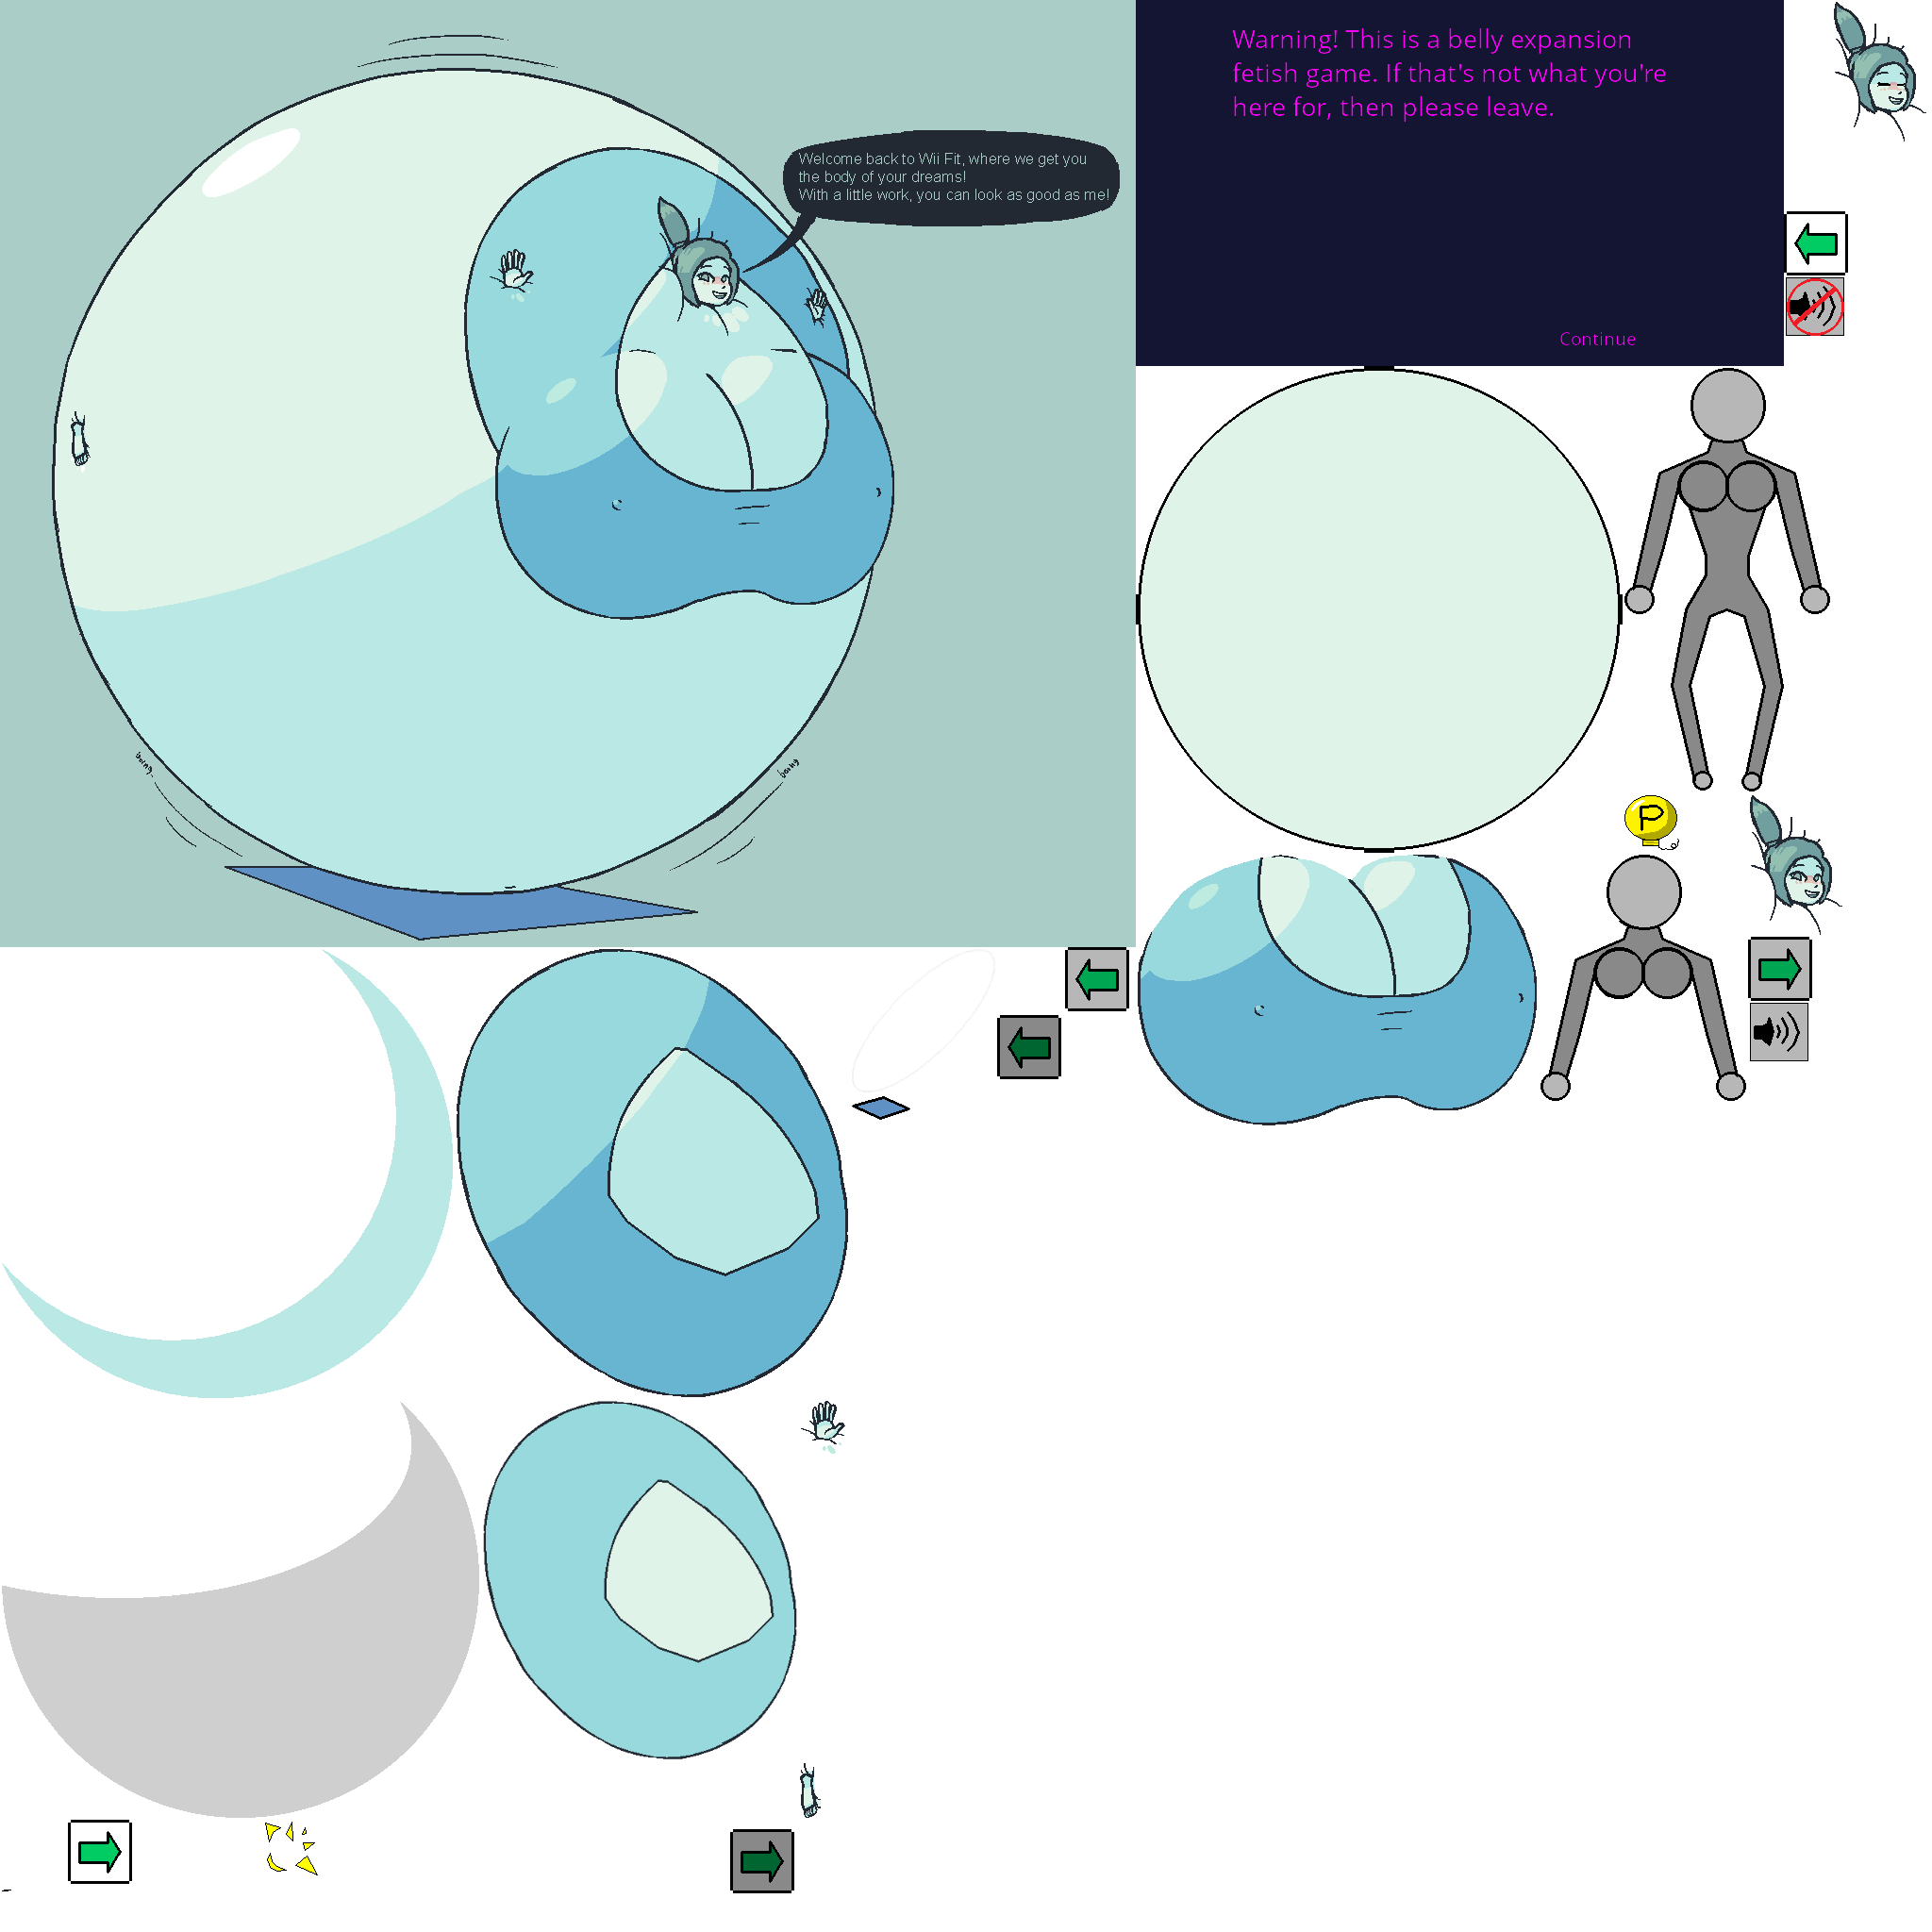 Welcome back to Wii Fit, where we get you
the body of your dreams!
With a little work, you can look as good as me!
Warning! This is a belly expansion
fetish game. If that's not what you're
here for, then please leave.
Continue
boing
boing
P